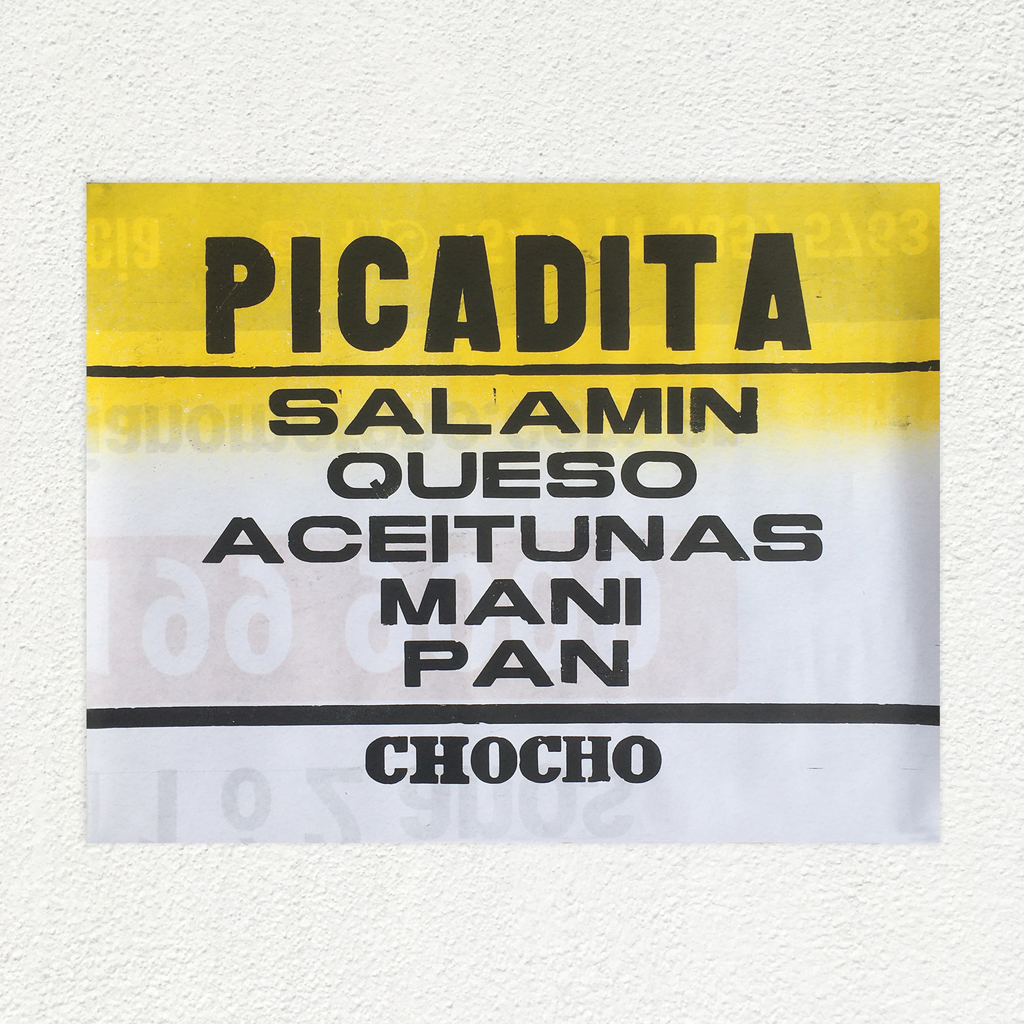 PICADITA
SALAMIN
QUESO
ACEITUNAS
MANI
PAN
CHOCHO